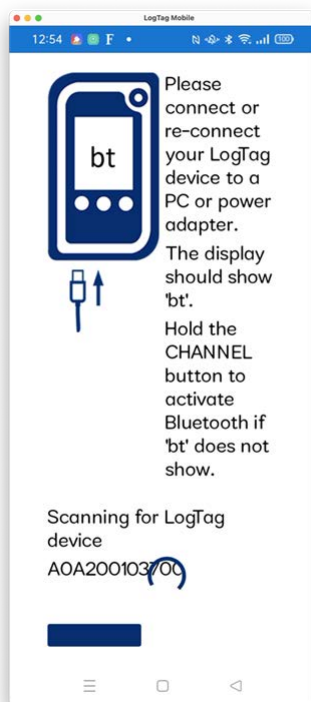 LogTag Mobile
12:54 F
100
bt
Please
connect or
re-connect
your LogTag
device to a
PC or power
adapter.
The display
should show
'bt'.
Hold the
CHANNEL
button to
activate
Bluetooth if
'bt' does not
show.
Scanning for LogTag
device
A0A20010370C